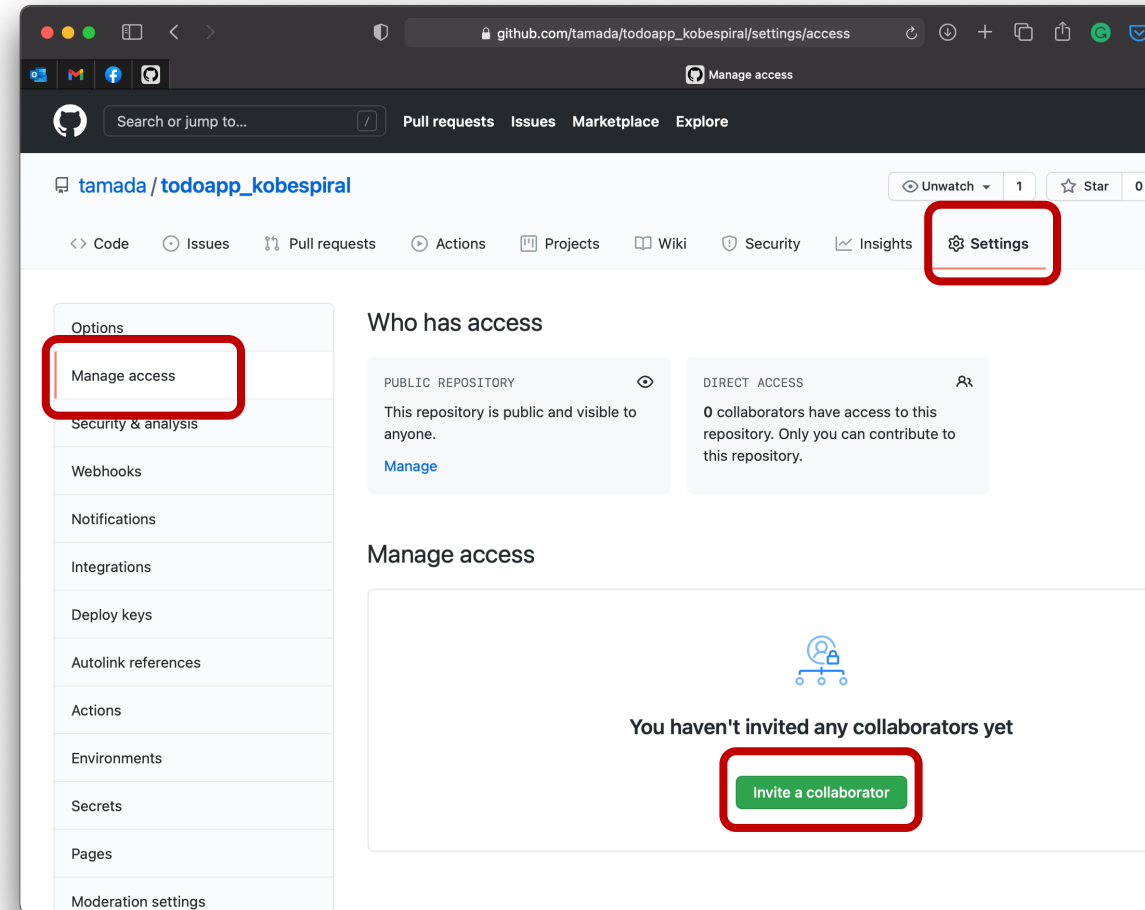 github.com/tamada/todoapp_kobespiral/settings/access
Manage access
Search or jump to... /
Pull requests Issues Marketplace Explore
tamada / todoapp_kobespiral
Unwatch 1 Star 0
Code Issues Pull requests Actions Projects Wiki Security Insights Settings
Options
Manage access
Security & analysis
Webhooks
Notifications
Integrations
Deploy keys
Autolink references
Actions
Environments
Secrets
Pages
Moderation settings
Who has access
PUBLIC REPOSITORY
This repository is public and visible to
anyone.
Manage
DIRECT ACCESS
0 collaborators have access to this
repository. Only you can contribute to
this repository.
Manage access
You haven't invited any collaborators yet
Invite a collaborator